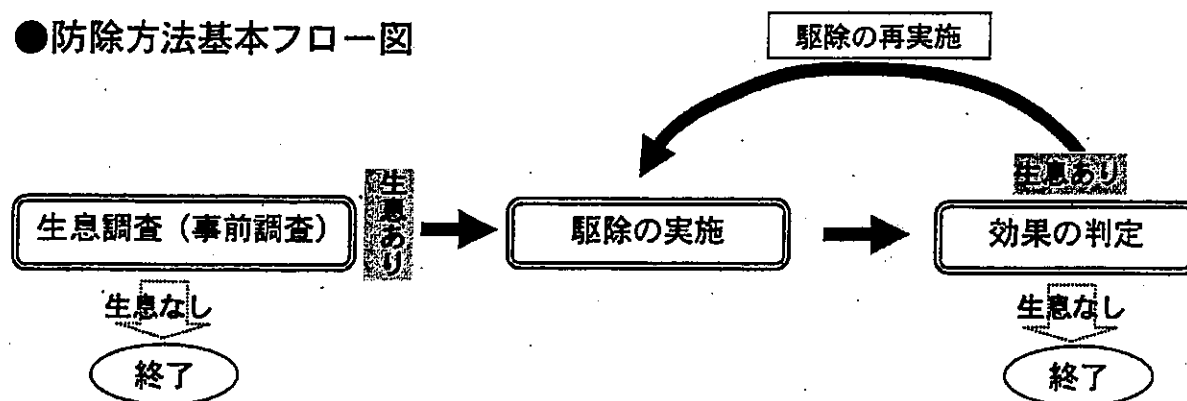 ●防除方法基本フロー図
駆除の再実施
生息あり
生息調査（事前調査）
生息あり
駆除の実施
効果の判定
生息なし
生息なし
終了
終了